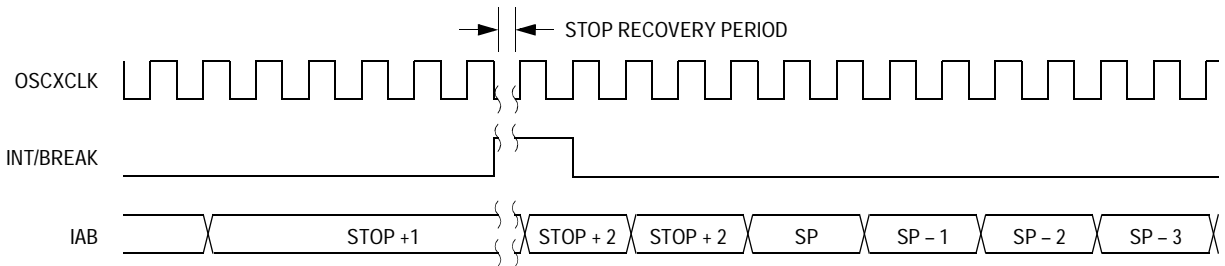 STOP RECOVERY PERIOD
OSCXCLK
INT/BREAK
IAB STOP +1 STOP + 2 STOP + 2 SP SP – 1 SP – 2 SP – 3